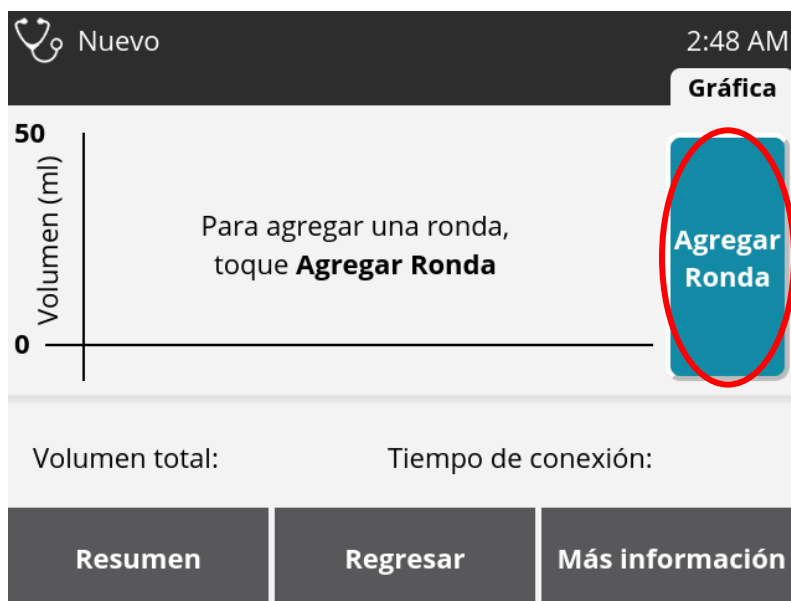 Nuevo
2:48 AM
Gráfica
50
Volumen (ml)
0
Para agregar una ronda,
toque Agregar Ronda
Agregar
Ronda
Volumen total:
Tiempo de conexión:
Resumen
Regresar
Más información